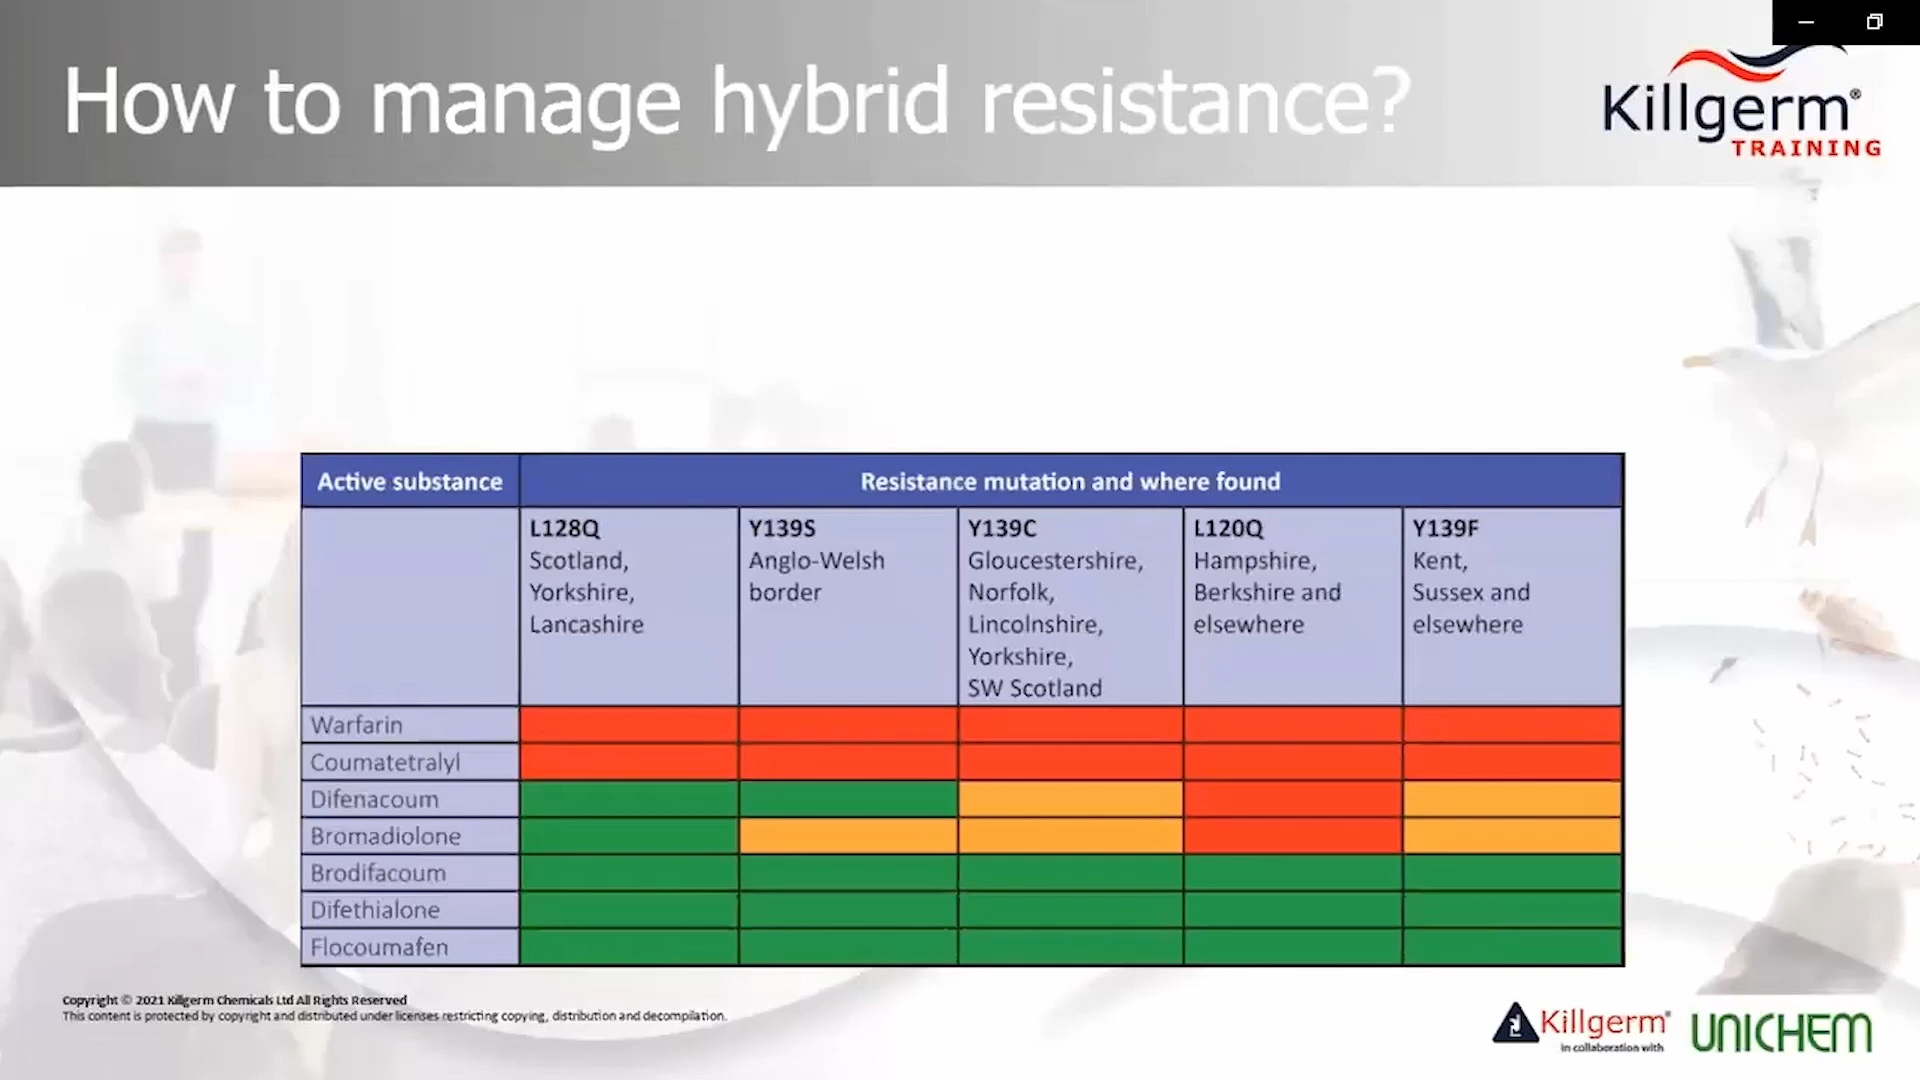 How to manage hybrid resistance?
Killgerm®
TRAINING
Active substance
Resistance mutation and where found
L128Q
Scotland,
Yorkshire,
Lancashire
Y139S
Anglo-Welsh
border
Y139C
Gloucestershire,
Norfolk,
Lincolnshire,
Yorkshire,
SW Scotland
L120Q
Hampshire,
Berkshire and
elsewhere
Y139F
Kent,
Sussex and
elsewhere
Warfarin
Coumatetralyl
Difenacoum
Bromadiolone
Brodifacoum
Difethialone
Flocoumafen
Copyright © 2021 Killgerm Chemicals Ltd All Rights Reserved
This content is protected by copyright and distributed under licenses restricting copying, distribution and decompilation.
Killgerm®
in collaboration with
UNICHEM